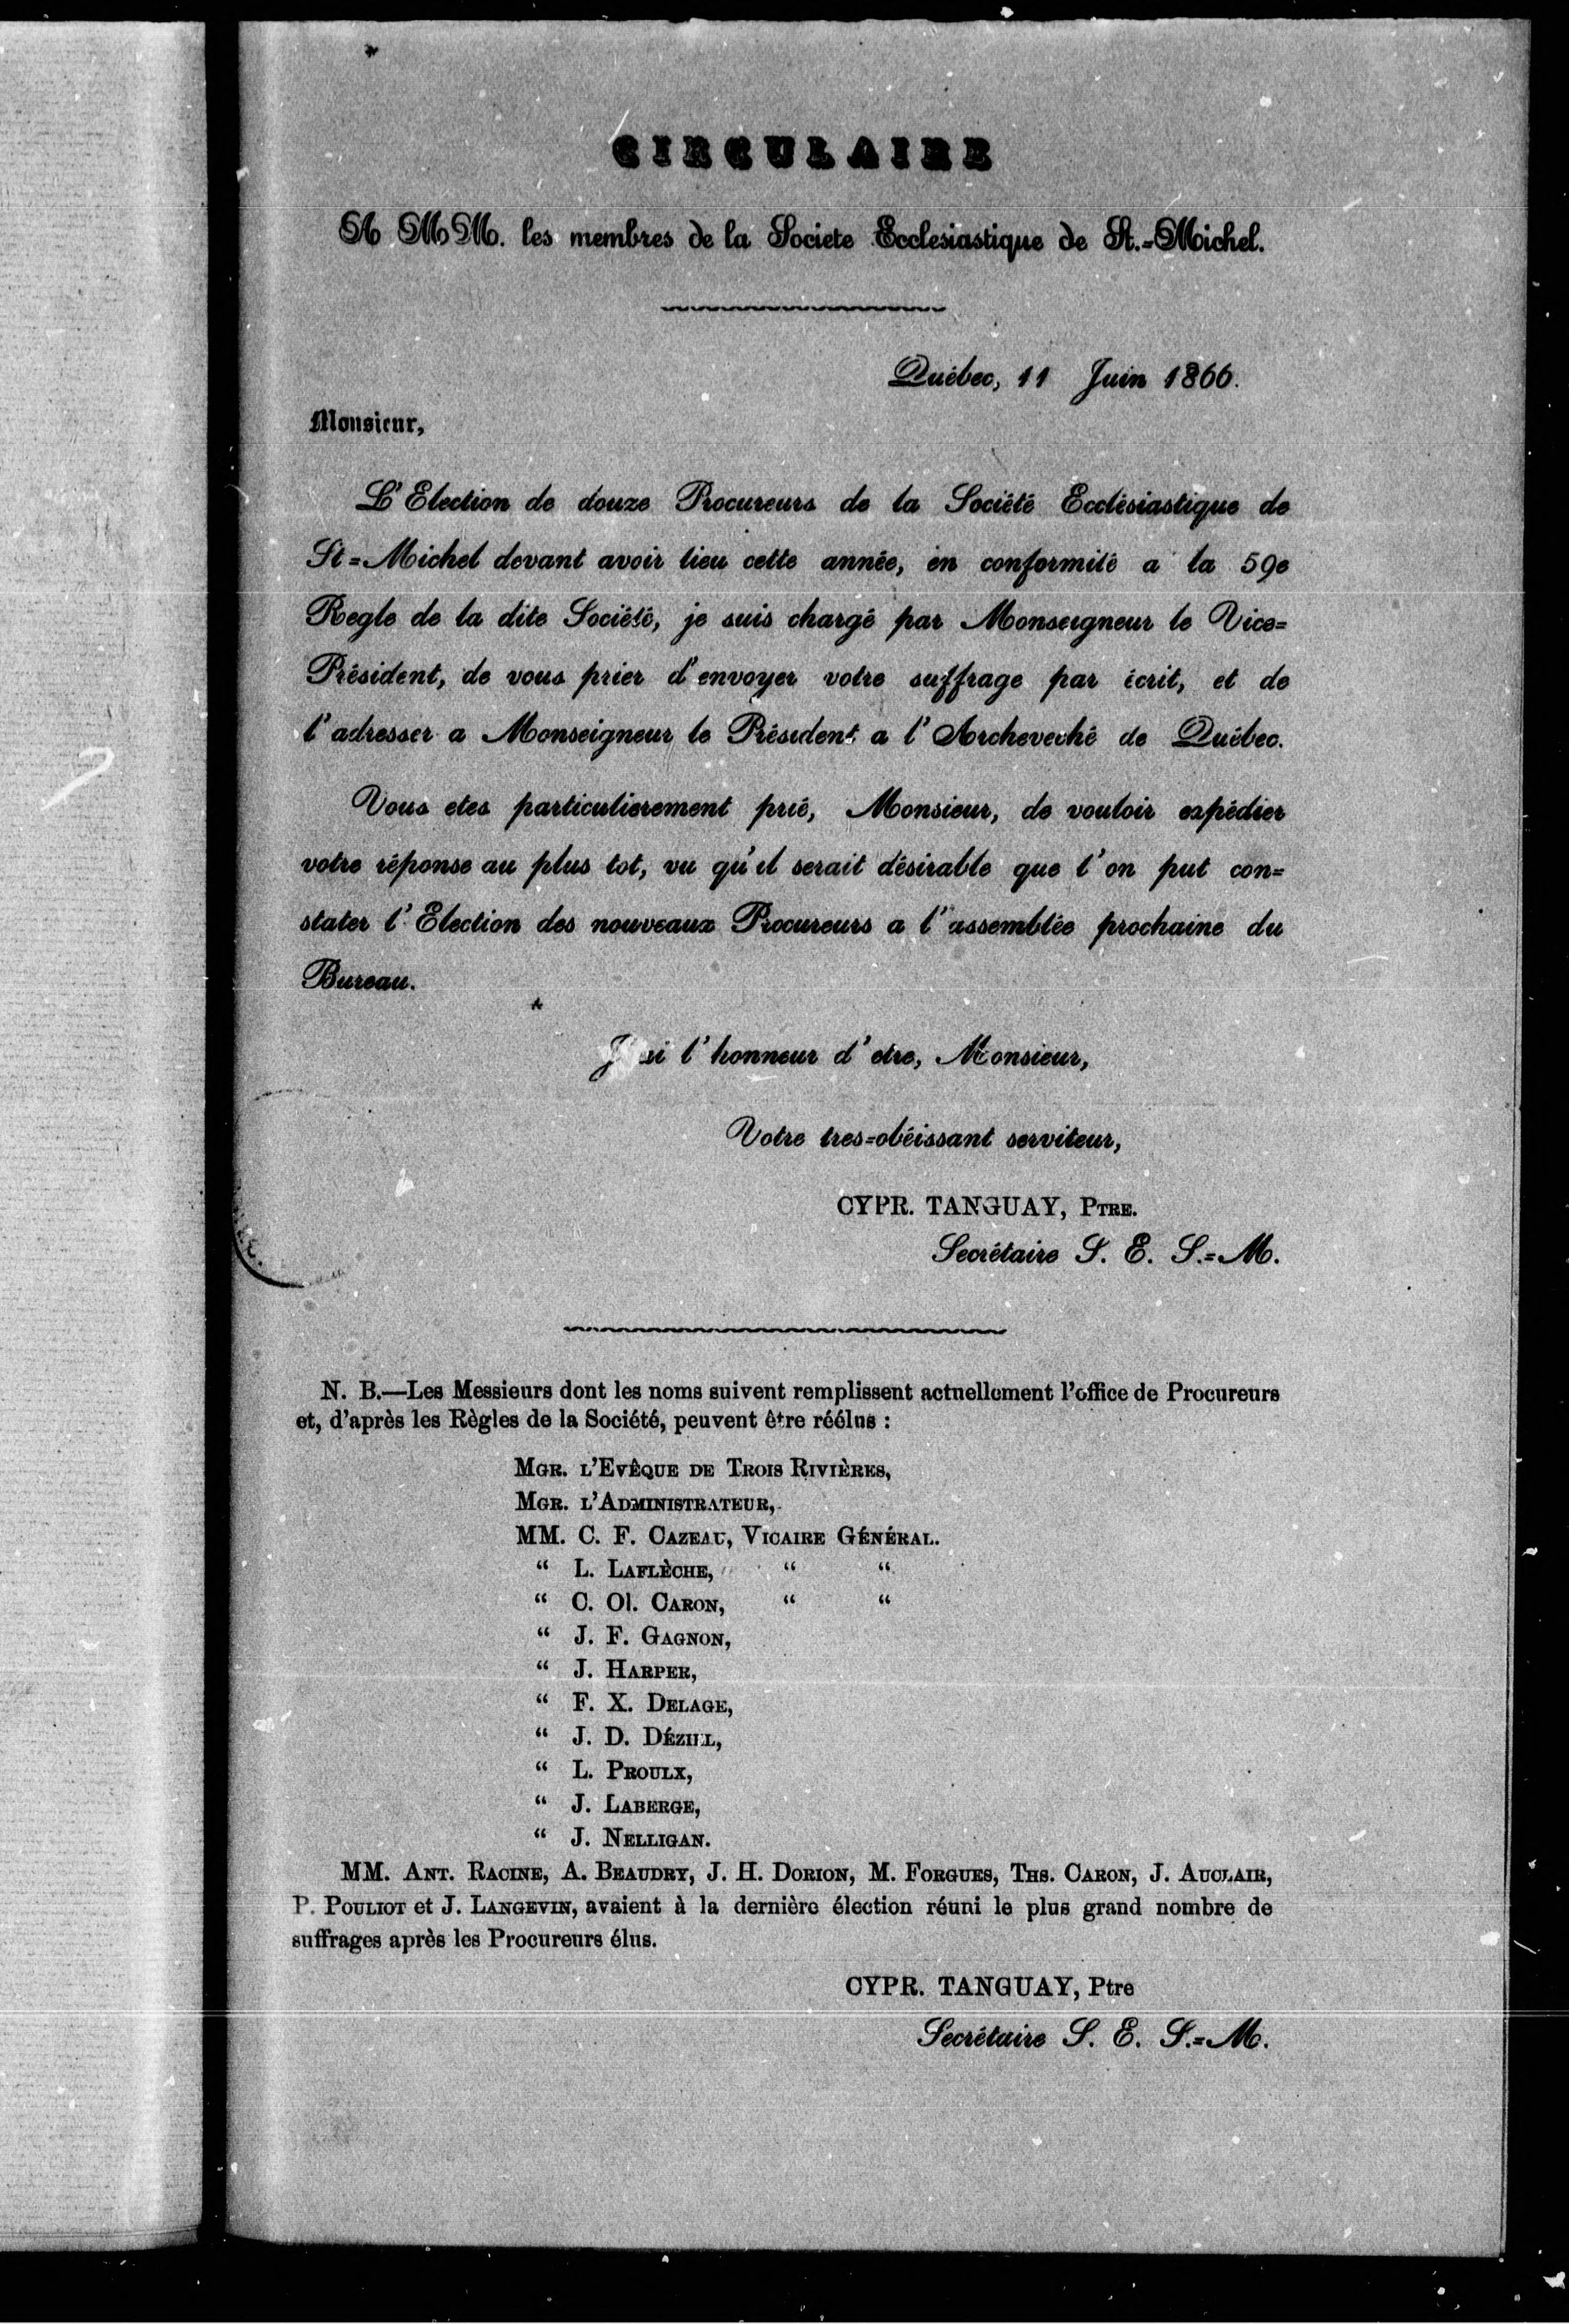 CIRCULAIRE
A MM. les membres de la Societe Ecclesiastique de St.=Michel.
Québec, 11 Juin 1866.
Monsieur,
L'Election de douze Procureurs de la Société Ecclésiastique de
St=Michel devant avoir lieu cette année, en conformité a la 59e
Regle de la dite Société, je suis chargé par Monseigneur le Vice=
Président, de vous prier d'envoyer votre suffrage par écrit, et de
l'adresser a Monseigneur le Président a l'Archeveché de Québec.
Vous etes particulierement prié, Monsieur, de vouloir expédier
votre réponse au plus tot, vu qu'il serait désirable que l'on put con=
stater l'Election des nouveaux Procureurs a l'assemblée prochaine du
Bureau.
J'ai l'honneur d'etre, Monsieur,
Votre tres=obéissant serviteur,
CYPR. TANGUAY, PTRE.
Secrétaire S. E. S.=M.
N. B.—Les Messieurs dont les noms suivent remplissent actuellement l'office de Procureurs
et, d'après les Règles de la Société, peuvent être réélus :
MGR. L'EVÊQUE DE TROIS RIVIÈRES,
MGR. L'ADMINISTRATEUR,
MM. C. F. CAZEAU, VICAIRE GÉNÉRAL.
“ L. LAFLÈCHE, “ “
“ C. Ol. CARON, “ “
“ J. F. GAGNON,
“ J. HARPER,
“ F. X. DELAGE,
“ J. D. DÉZIEL,
“ L. PROULX,
“ J. LABERGE,
“ J. NELLIGAN.
MM. ANT. RACINE, A. BEAUDRY, J. H. DORION, M. FORGUES, THS. CARON, J. AUCLAIR,
P. POULIOT et J. LANGEVIN, avaient à la dernière élection réuni le plus grand nombre de
suffrages après les Procureurs élus.
CYPR. TANGUAY, Ptre
Secrétaire S. E. S.=M.